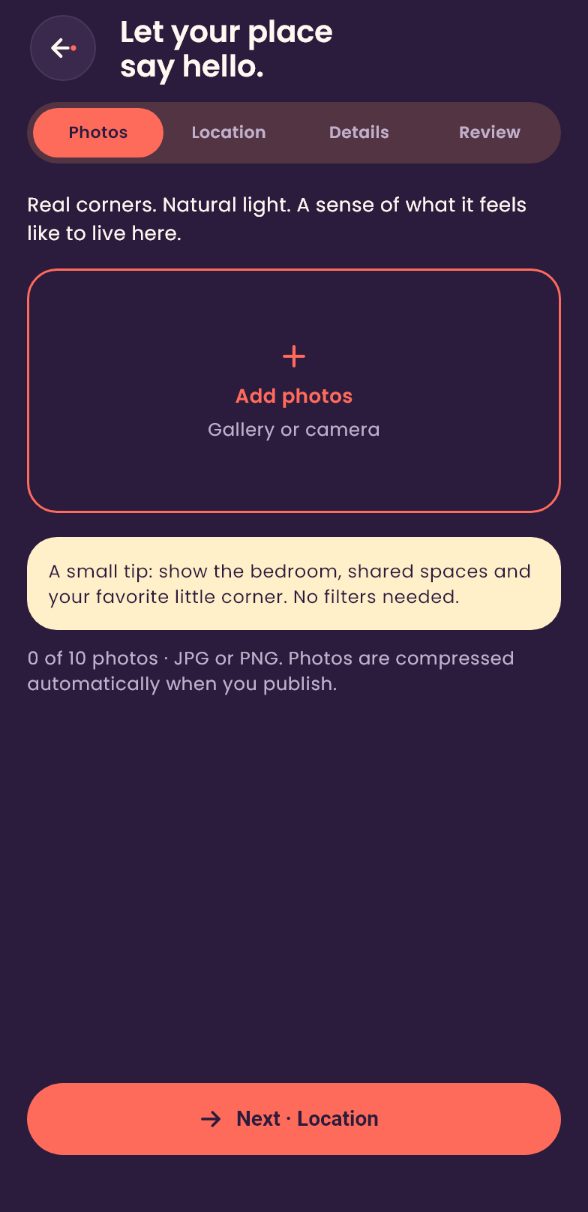 Let your place
say hello.
Photos
Location
Details
Review
Real corners. Natural light. A sense of what it feels
like to live here.
Add photos
Gallery or camera
A small tip: show the bedroom, shared spaces and
your favorite little corner. No filters needed.
0 of 10 photos · JPG or PNG. Photos are compressed
automatically when you publish.
Next · Location